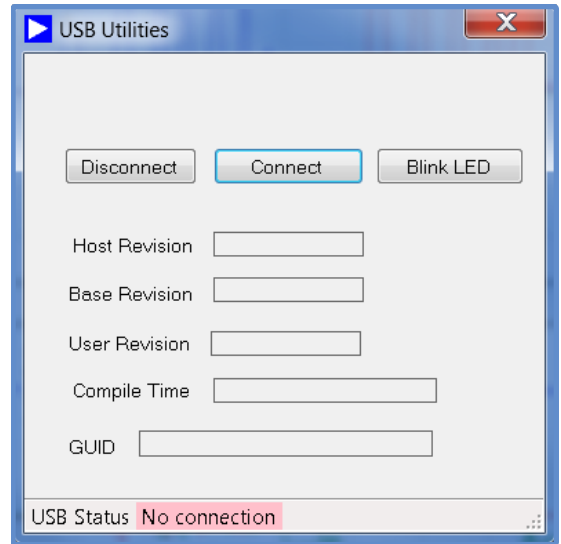 USB Utilities
Disconnect Connect Blink LED
Host Revision
Base Revision
User Revision
Compile Time
GUID
USB Status No connection